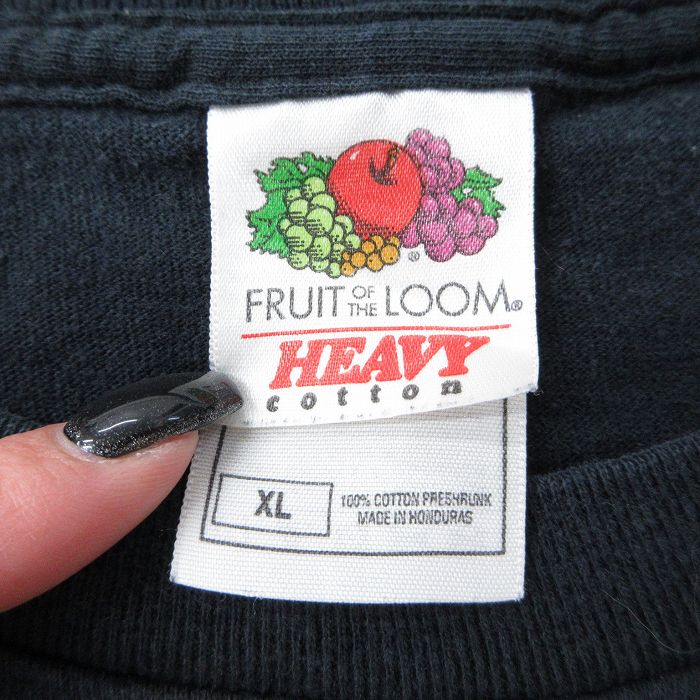 ®
FRUIT OF THE LOOM®
HEAVY
cotton
XL
100% COTTON PRESHRUNK
MADE IN HONDURAS